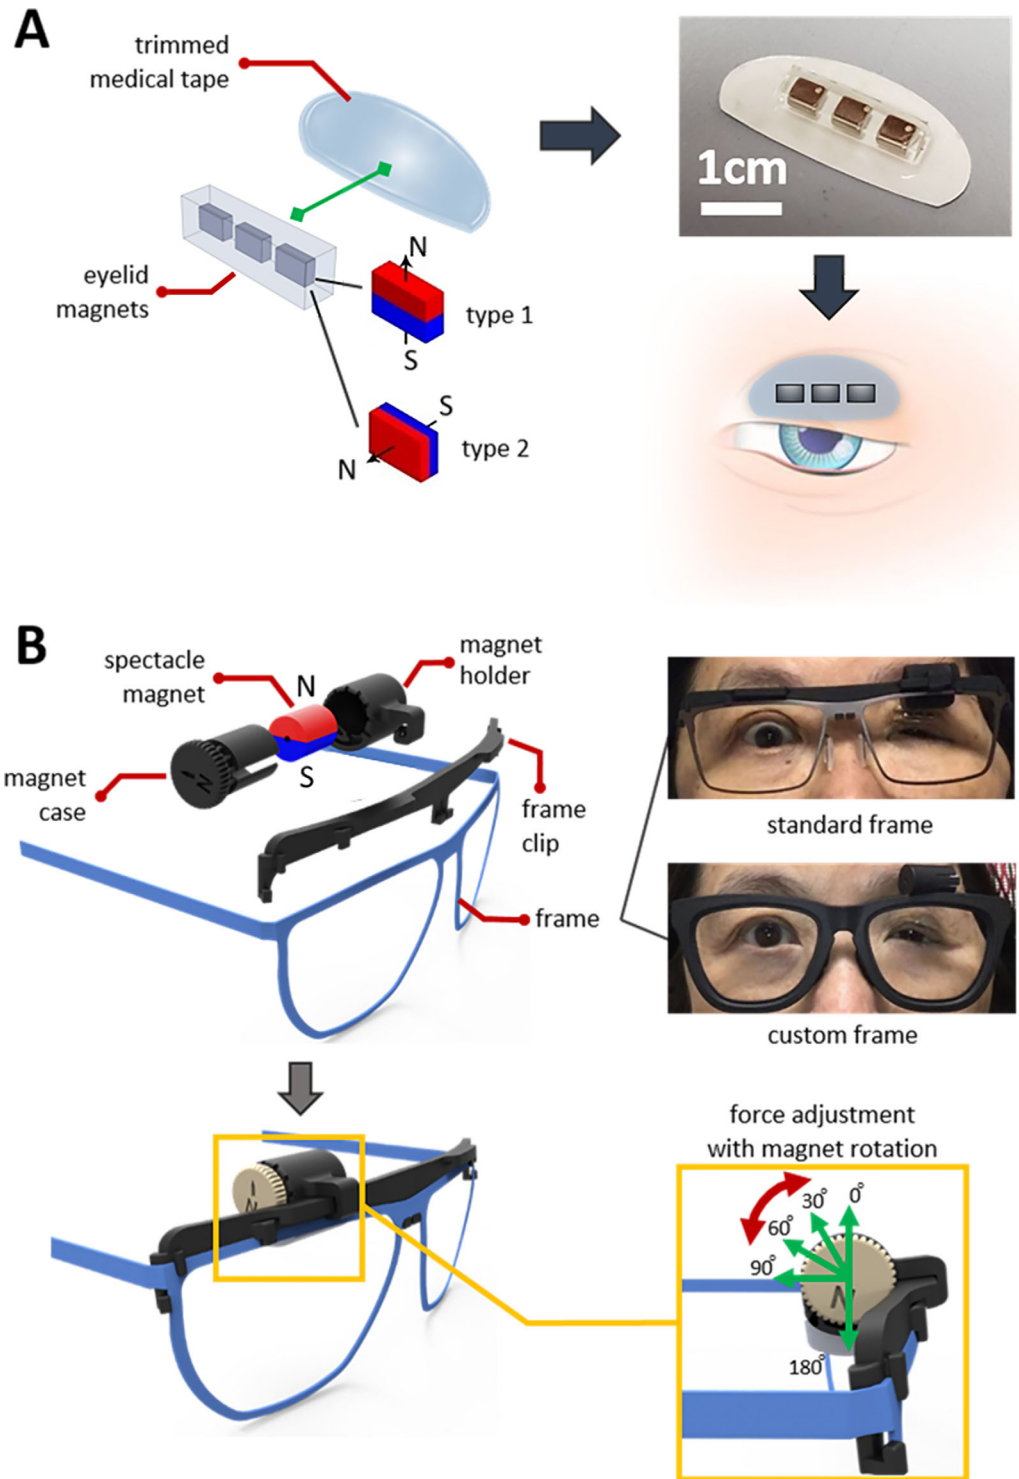 A
trimmed
medical tape
1cm
N
eyelid
magnets
type 1
S
S
type 2
N
B
magnet
holder
spectacle
magnet
N
S
magnet
case
N
frame
clip
standard frame
frame
custom frame
force adjustment
with magnet rotation
0°
30°
60°
90°
N
N
180°